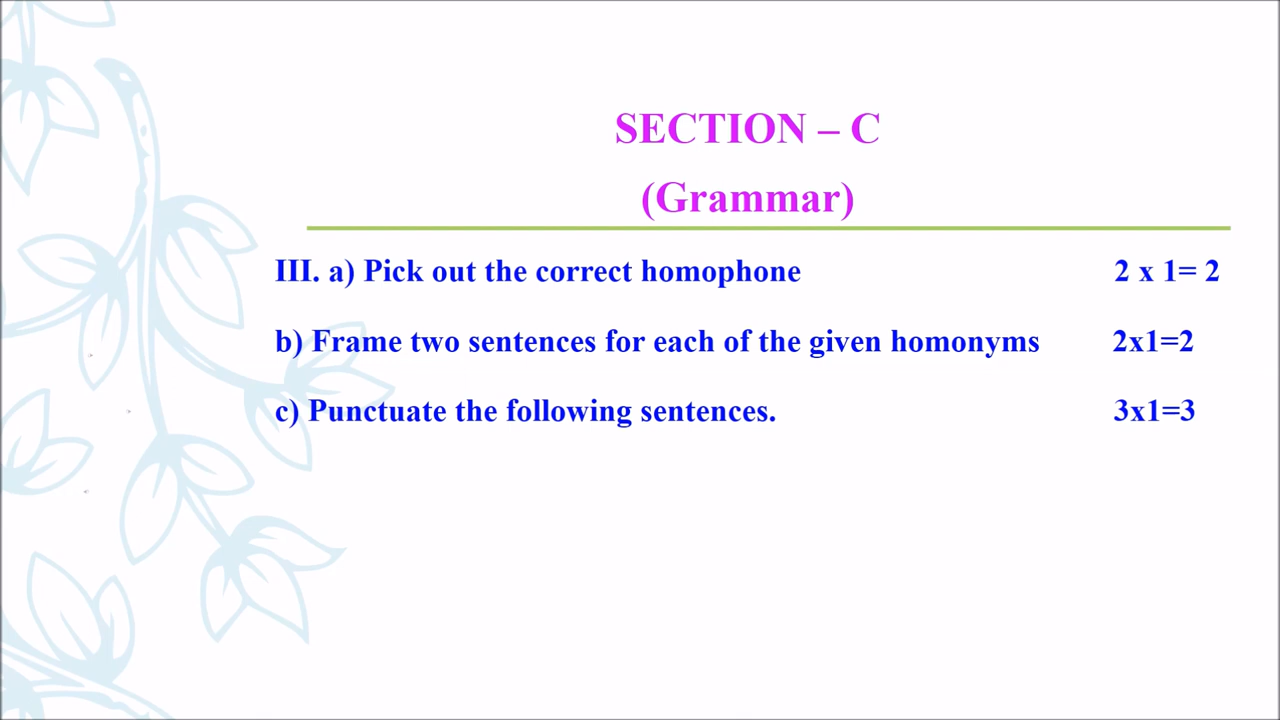 SECTION – C
(Grammar)
III. a) Pick out the correct homophone 2 x 1= 2
b) Frame two sentences for each of the given homonyms 2x1=2
c) Punctuate the following sentences. 3x1=3